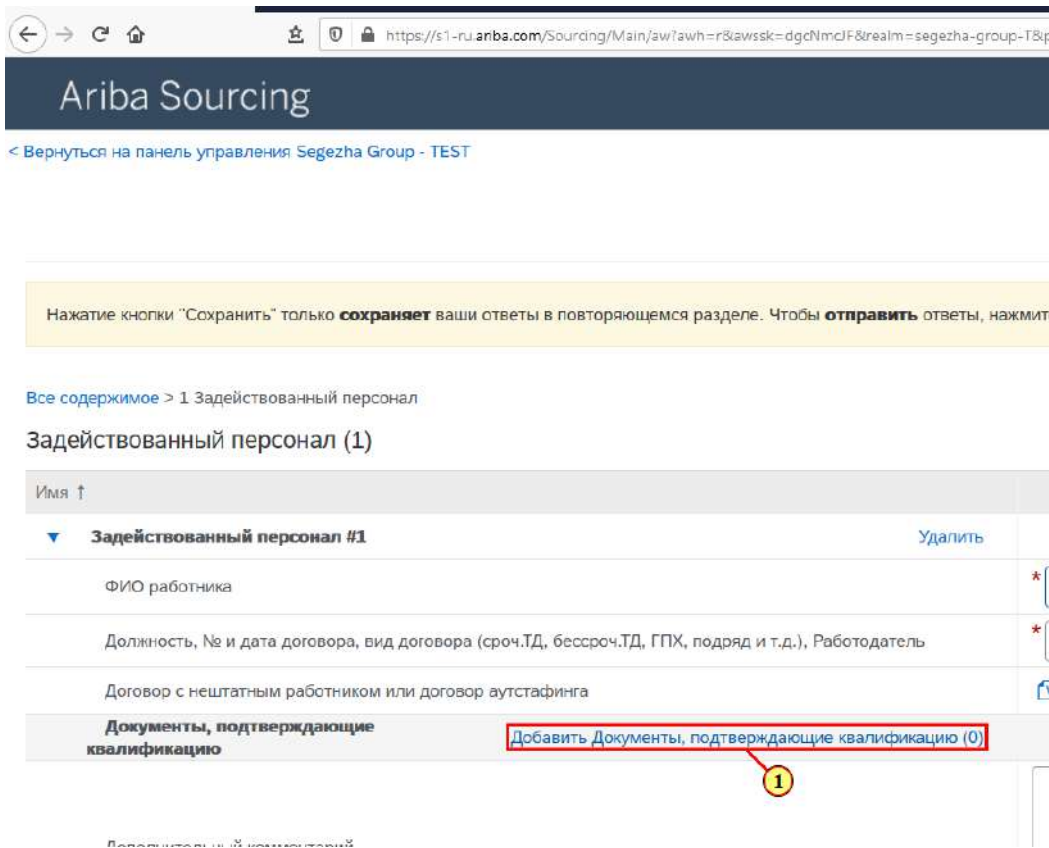 https://s1-ru.ariba.com/Sourcing/Main/aw?awh=r&awssk=dgcNmcJF&realm=segezha-group-T&p
Ariba Sourcing
< Вернуться на панель управления Segezha Group - TEST
Нажатие кнопки "Сохранить" только сохраняет ваши ответы в повторяющемся разделе. Чтобы отправить ответы, нажмит
Все содержимое > 1 Задействованный персонал
Задействованный персонал (1)
Имя ↑
▼ Задействованный персонал #1 Удалить
ФИО работника *
Должность, № и дата договора, вид договора (сроч.ТД, бессроч.ТД, ГПХ, подряд и т.д.), Работодатель *
Договор с нештатным работником или договор аутстафинга
Документы, подтверждающие
квалификацию Добавить Документы, подтверждающие квалификацию (0)
1
Дополнительный комментарий